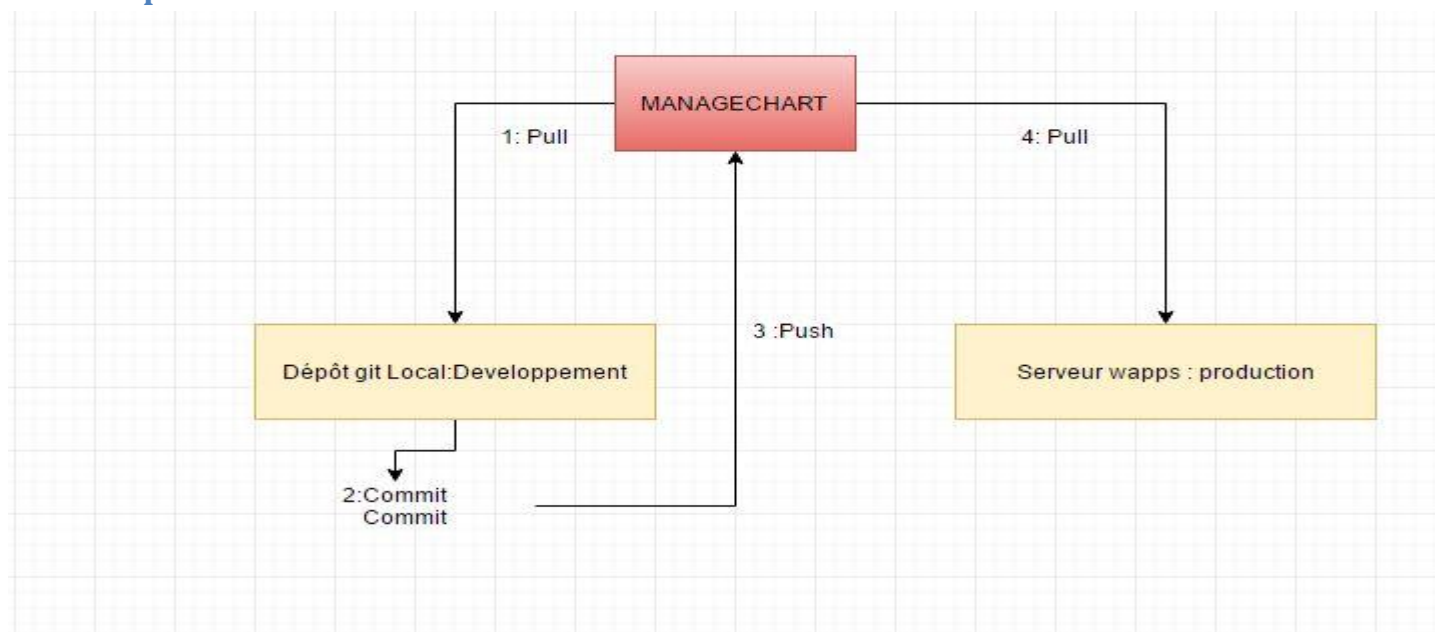 MANAGECHART
1: Pull
4: Pull
3 :Push
Dépôt git Local:Developpement
Serveur wapps : production
2:Commit
Commit